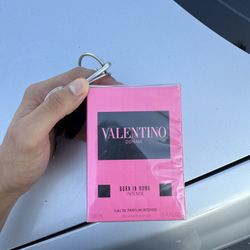 VALENTINO
DONNA
BORN IN ROMA
INTENSE
EAU DE PARFUM INTENSE